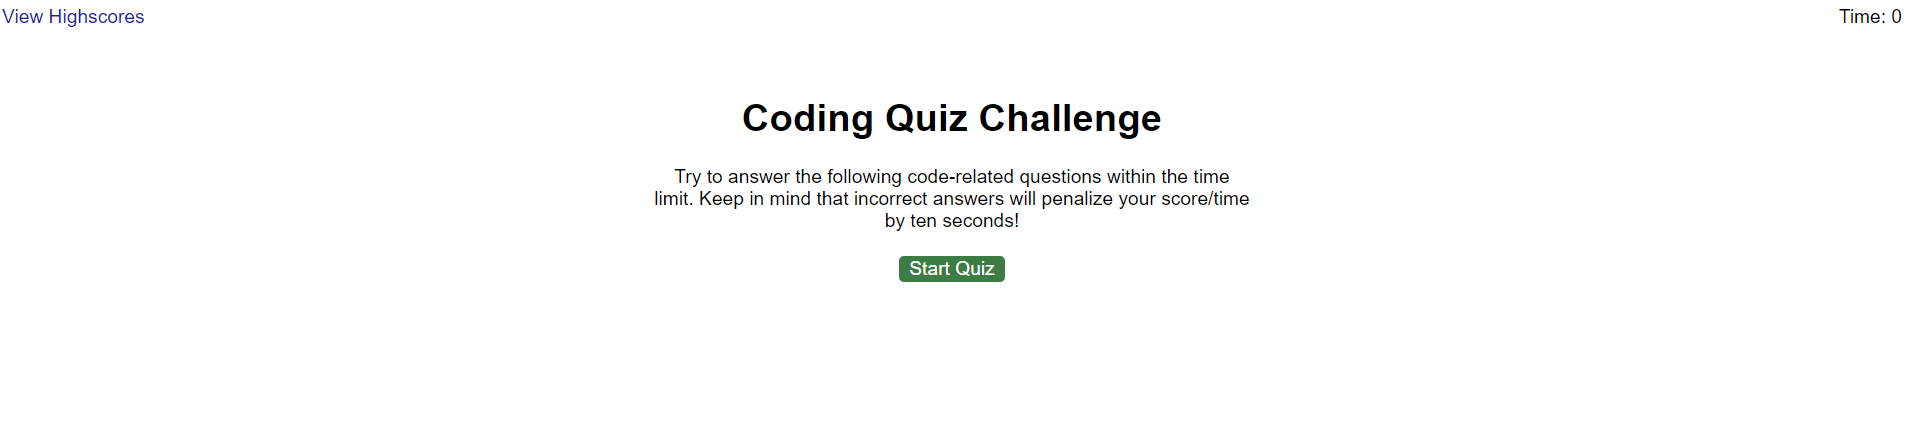 View Highscores
Time: 0
Coding Quiz Challenge
Try to answer the following code-related questions within the time
limit. Keep in mind that incorrect answers will penalize your score/time
by ten seconds!
Start Quiz